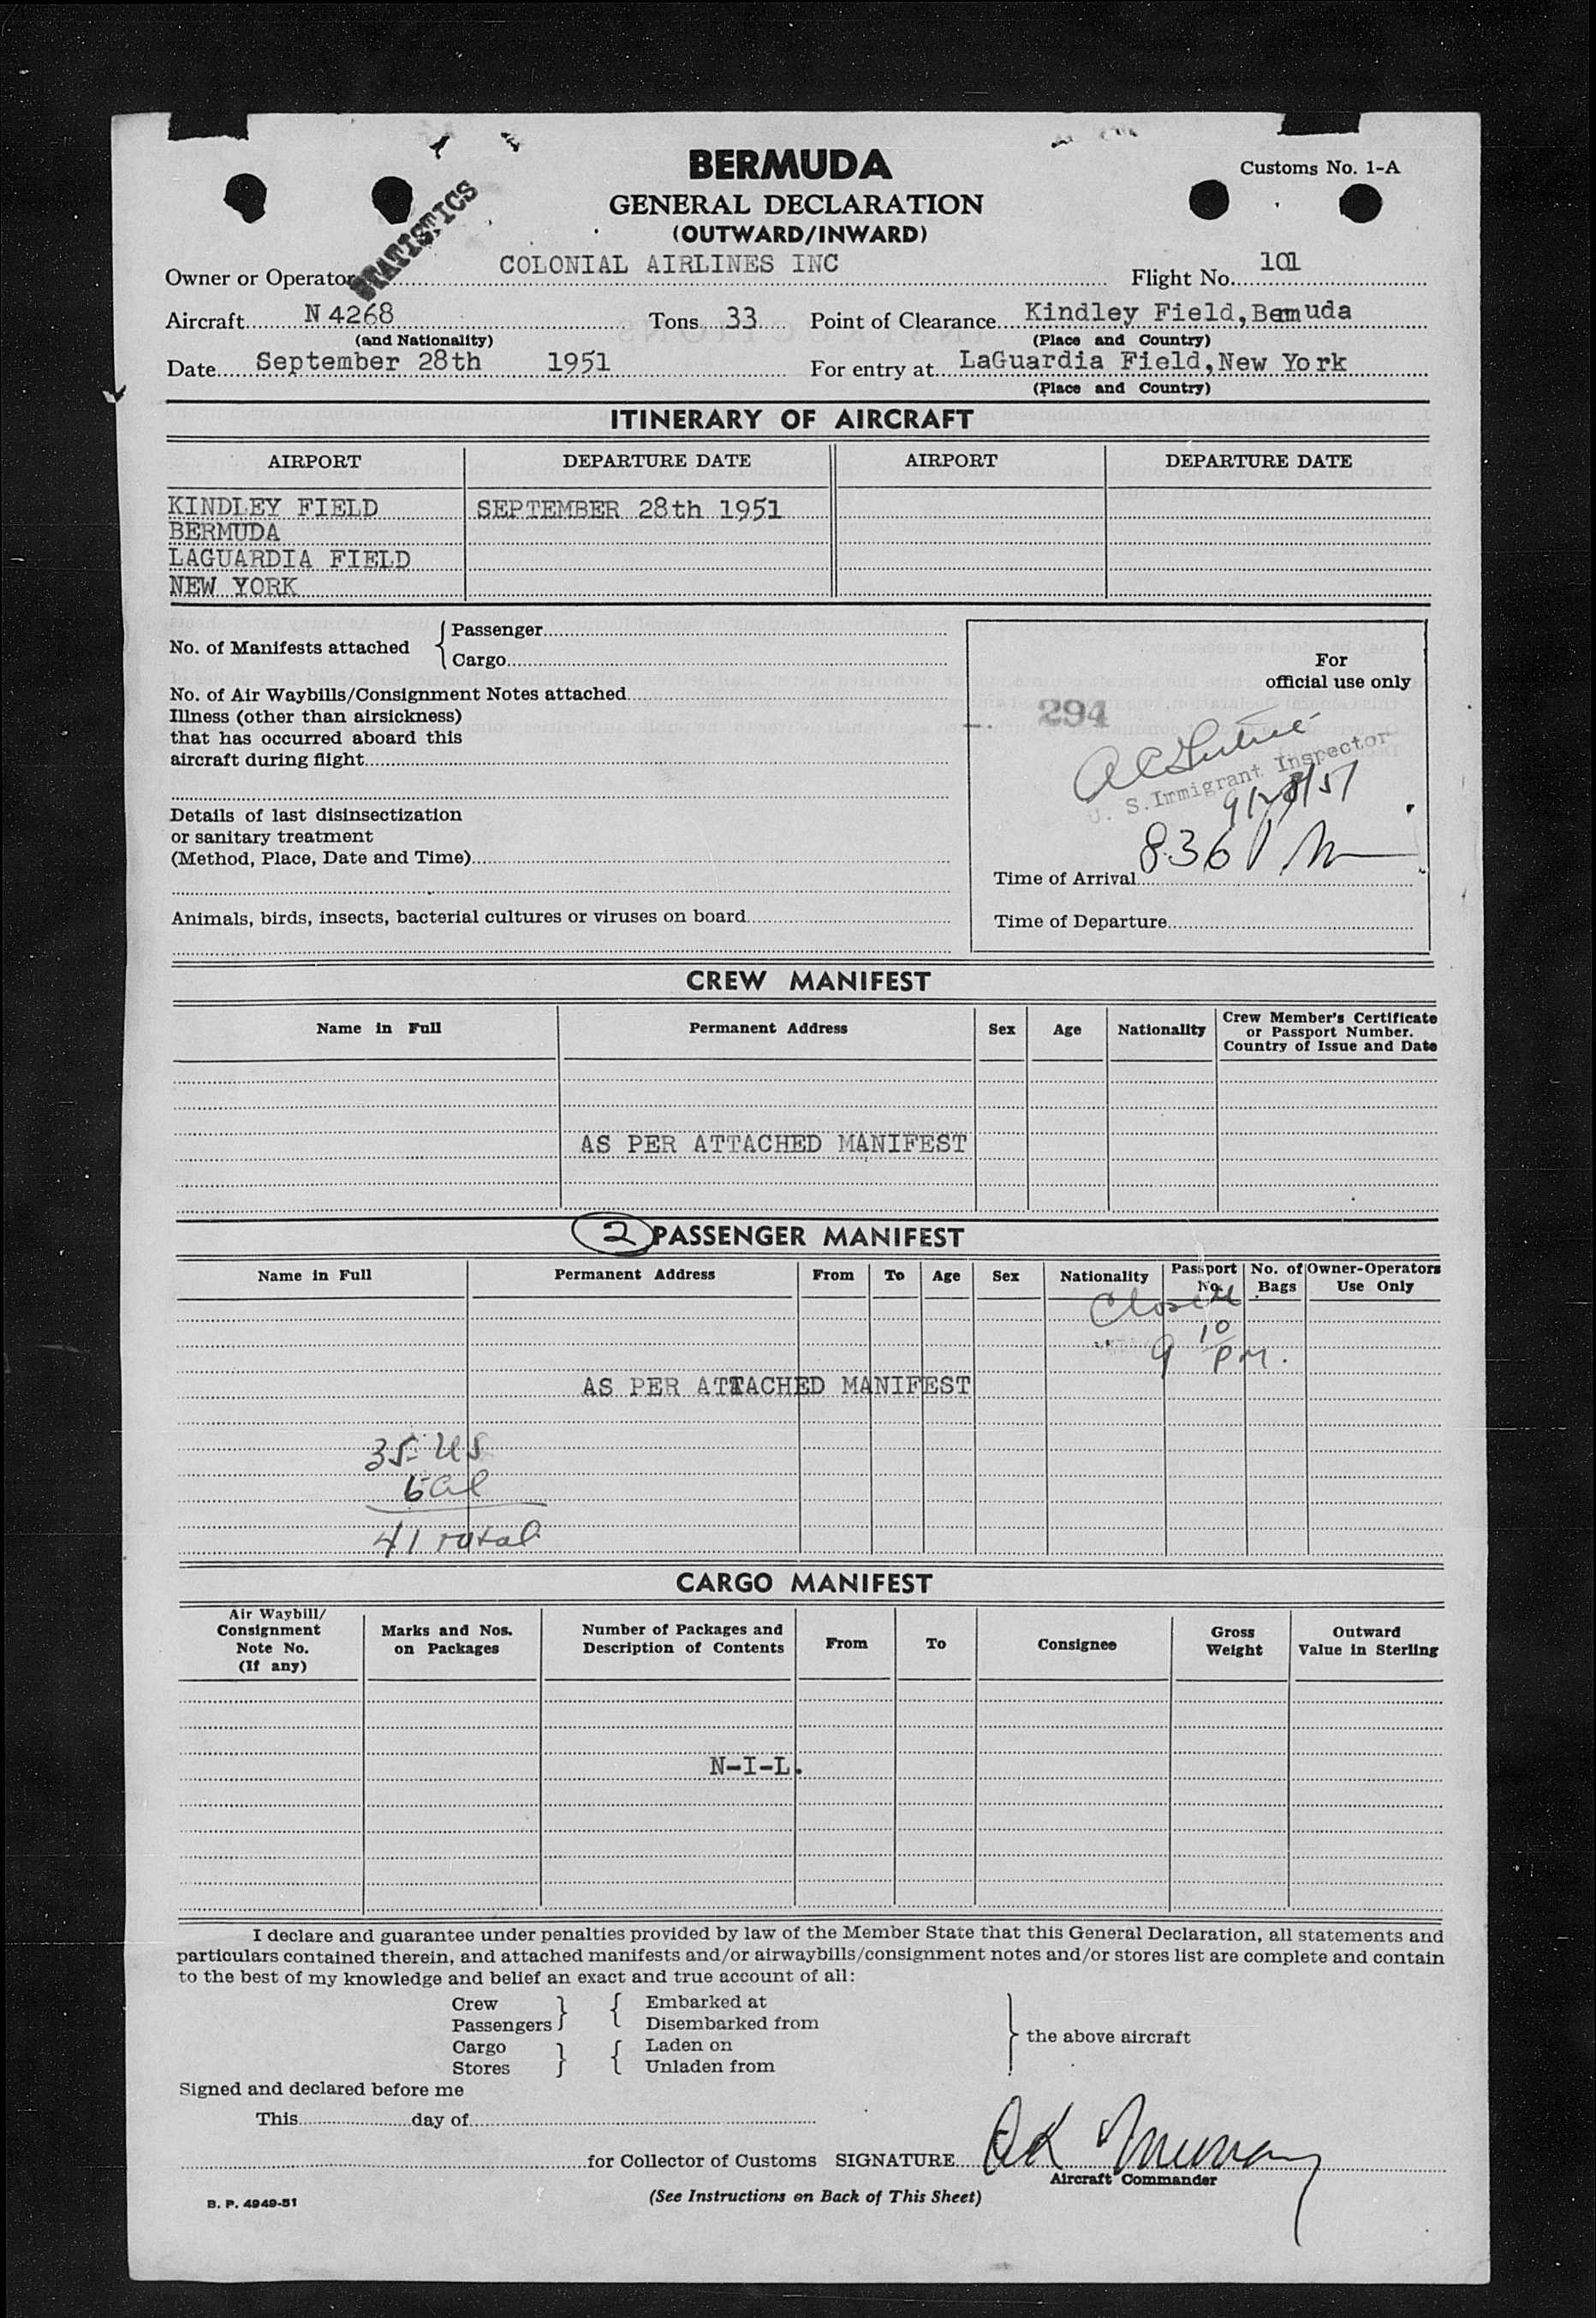 BERMUDA
Customs No. 1-A
GENERAL DECLARATION
(OUTWARD/INWARD)
STATISTICS
Owner or Operator COLONIAL AIRLINES INC Flight No. 101
Aircraft N 4268 Tons 33 Point of Clearance Kindley Field, Bemuda
(and Nationality) (Place and Country)
Date September 28th 1951 For entry at LaGuardia Field, New York
(Place and Country)
ITINERARY OF AIRCRAFT
AIRPORT DEPARTURE DATE AIRPORT DEPARTURE DATE
KINDLEY FIELD SEPTEMBER 28th 1951
BERMUDA
LAGUARDIA FIELD
NEW YORK
No. of Manifests attached { Passenger
Cargo
No. of Air Waybills/Consignment Notes attached
Illness (other than airsickness)
that has occurred aboard this
aircraft during flight
Details of last disinsectization
or sanitary treatment
(Method, Place, Date and Time)
Animals, birds, insects, bacterial cultures or viruses on board
For
official use only
294
U. S. Immigrant Inspector
9/28/51
836 P M
Time of Arrival
Time of Departure
CREW MANIFEST
Name in Full Permanent Address Sex Age Nationality Crew Member's Certificate
or Passport Number.
Country of Issue and Date
AS PER ATTACHED MANIFEST
2 PASSENGER MANIFEST
Name in Full Permanent Address From To Age Sex Nationality Passport No. No. of Bags Owner-Operators Use Only
Closed
9 10 PM.
AS PER ATTACHED MANIFEST
35- US
6 al
41 total
CARGO MANIFEST
Air Waybill/
Consignment
Note No.
(If any)
Marks and Nos.
on Packages
Number of Packages and
Description of Contents
From To Consignee
Gross
Weight
Outward
Value in Sterling
N-I-L.
I declare and guarantee under penalties provided by law of the Member State that this General Declaration, all statements and
particulars contained therein, and attached manifests and/or airwaybills/consignment notes and/or stores list are complete and contain
to the best of my knowledge and belief an exact and true account of all:
Crew } { Embarked at
Passengers Disembarked from
Cargo } { Laden on
Stores Unladen from
} the above aircraft
Signed and declared before me
This day of
for Collector of Customs SIGNATURE
Aircraft Commander
B. P. 4949-51
(See Instructions on Back of This Sheet)